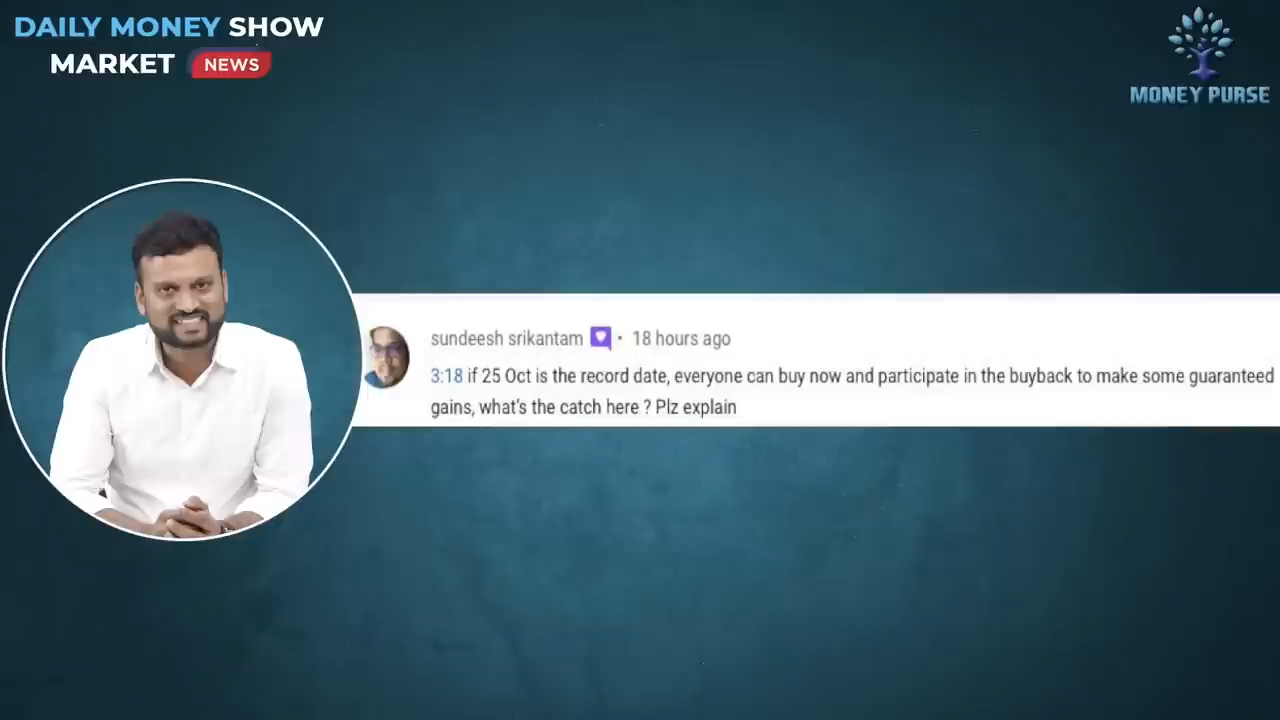 DAILY MONEY SHOW
MARKET NEWS
MONEY PURSE
sundeesh srikantam • 18 hours ago
3:18 if 25 Oct is the record date, everyone can buy now and participate in the buyback to make some guaranteed
gains, what's the catch here ? Plz explain